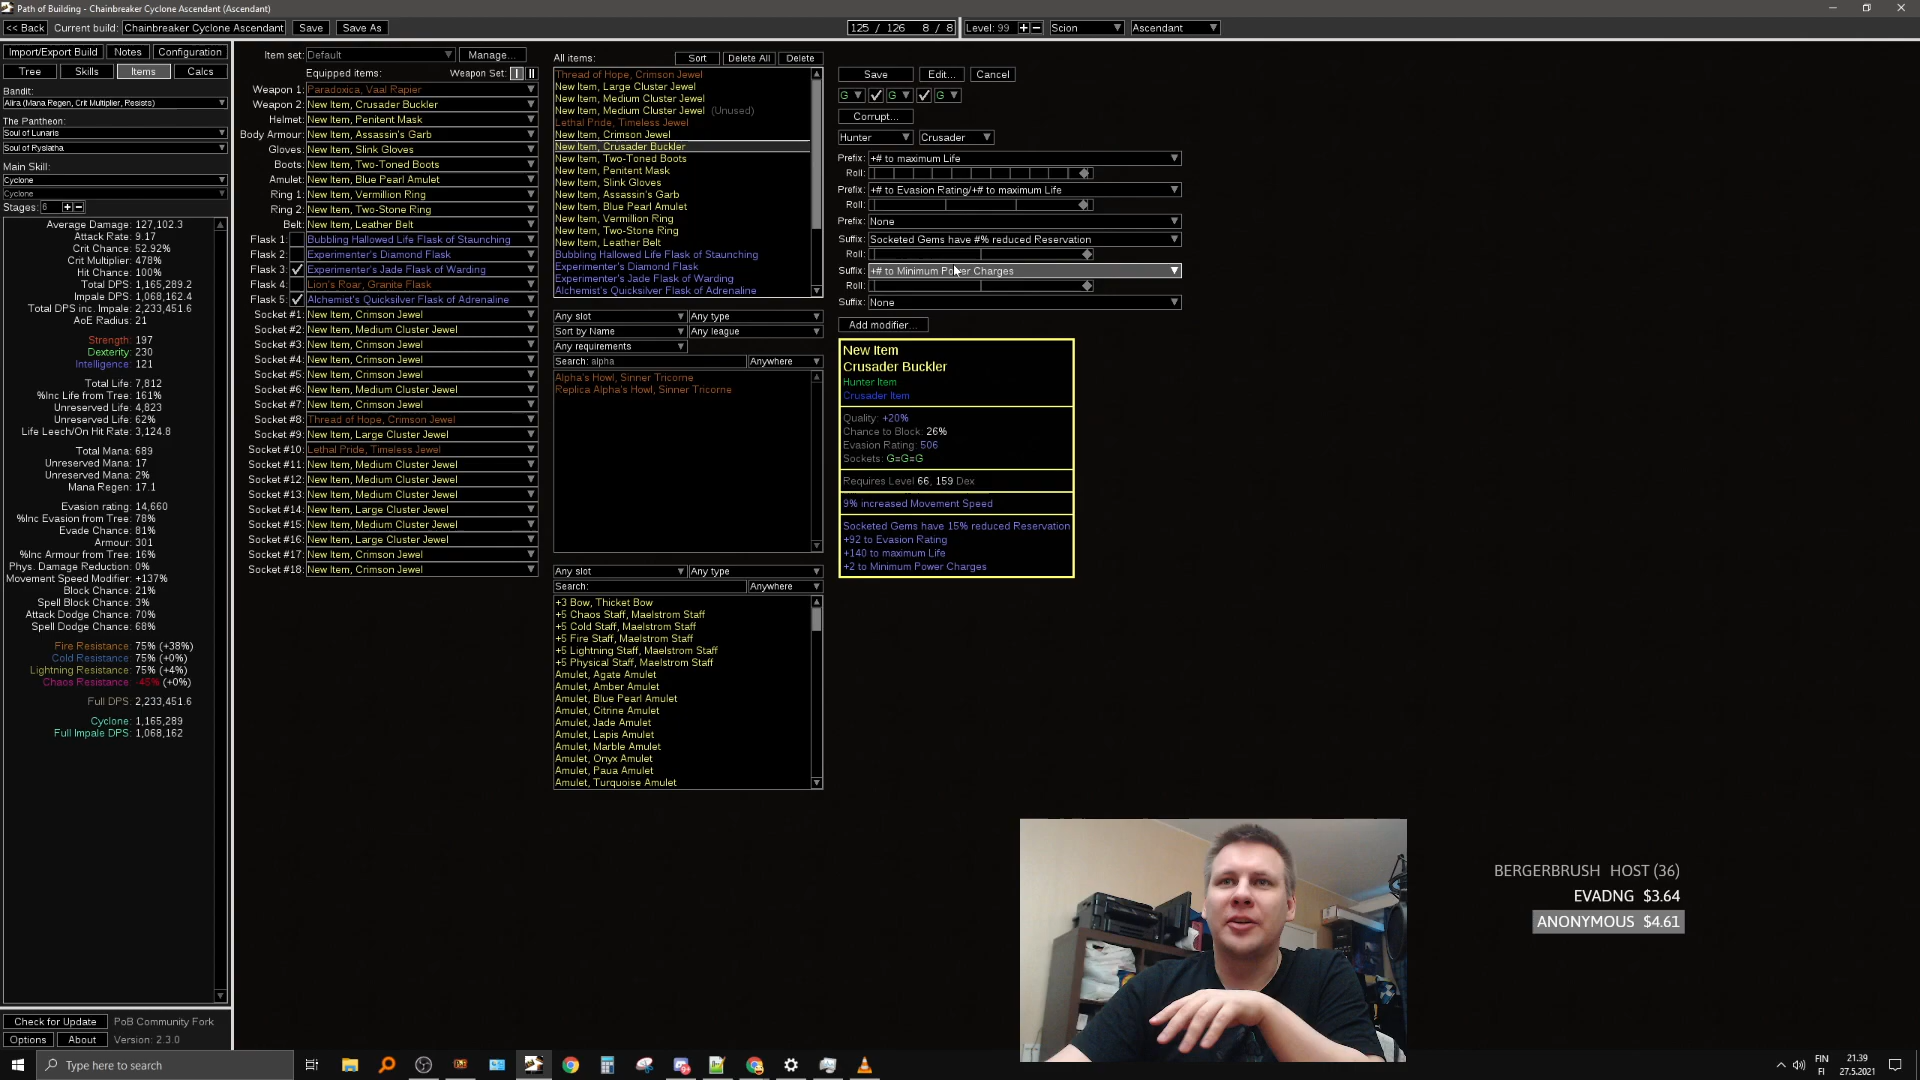 Path of Building - Chainbreaker Cyclone Ascendant (Ascendant)
<< Back Current build: Chainbreaker Cyclone Ascendant Save Save As 125 / 126 8 / 8 Level: 99 + - Scion Ascendant
Import/Export Build Notes Configuration
Tree Skills Items Calcs
Bandit:
Alira (Mana Regen, Crit Multiplier, Resists)
The Pantheon:
Soul of Lunaris
Soul of Ryslatha
Main Skill:
Cyclone
Cyclone
Stages: 6 + -
Average Damage: 127,102.3
Attack Rate: 9.17
Crit Chance: 52.92%
Crit Multiplier: 478%
Hit Chance: 100%
Total DPS: 1,165,289.2
Impale DPS: 1,068,162.4
Total DPS inc. Impale: 2,233,451.6
AoE Radius: 21
Strength: 197
Dexterity: 230
Intelligence: 121
Total Life: 7,812
%Inc Life from Tree: 161%
Unreserved Life: 4,823
Unreserved Life: 62%
Life Leech/On Hit Rate: 3,124.8
Total Mana: 689
Unreserved Mana: 17
Unreserved Mana: 2%
Mana Regen: 17.1
Evasion rating: 14,660
%Inc Evasion from Tree: 78%
Evade Chance: 81%
Armour: 301
%Inc Armour from Tree: 16%
Phys. Damage Reduction: 0%
Movement Speed Modifier: +137%
Block Chance: 21%
Spell Block Chance: 3%
Attack Dodge Chance: 70%
Spell Dodge Chance: 68%
Fire Resistance: 75% (+38%)
Cold Resistance: 75% (+0%)
Lightning Resistance: 75% (+4%)
Chaos Resistance: -45% (+0%)
Full DPS: 2,233,451.6
Cyclone: 1,165,289
Full Impale DPS: 1,068,162
Check for Update PoB Community Fork
Options About Version: 2.3.0
Item set: Default Manage...
Equipped items: Weapon Set: I II
Weapon 1: Paradoxica, Vaal Rapier
Weapon 2: New Item, Crusader Buckler
Helmet: New Item, Penitent Mask
Body Armour: New Item, Assassin's Garb
Gloves: New Item, Slink Gloves
Boots: New Item, Two-Toned Boots
Amulet: New Item, Blue Pearl Amulet
Ring 1: New Item, Vermillion Ring
Ring 2: New Item, Two-Stone Ring
Belt: New Item, Leather Belt
Flask 1: Bubbling Hallowed Life Flask of Staunching
Flask 2: Experimenter's Diamond Flask
Flask 3: Experimenter's Jade Flask of Warding
Flask 4: Lion's Roar, Granite Flask
Flask 5: Alchemist's Quicksilver Flask of Adrenaline
Socket #1: New Item, Crimson Jewel
Socket #2: New Item, Medium Cluster Jewel
Socket #3: New Item, Crimson Jewel
Socket #4: New Item, Crimson Jewel
Socket #5: New Item, Crimson Jewel
Socket #6: New Item, Medium Cluster Jewel
Socket #7: New Item, Crimson Jewel
Socket #8: Thread of Hope, Crimson Jewel
Socket #9: New Item, Large Cluster Jewel
Socket #10: Lethal Pride, Timeless Jewel
Socket #11: New Item, Medium Cluster Jewel
Socket #12: New Item, Medium Cluster Jewel
Socket #13: New Item, Medium Cluster Jewel
Socket #14: New Item, Large Cluster Jewel
Socket #15: New Item, Medium Cluster Jewel
Socket #16: New Item, Large Cluster Jewel
Socket #17: New Item, Crimson Jewel
Socket #18: New Item, Crimson Jewel
All items: Sort Delete All Delete
Thread of Hope, Crimson Jewel
New Item, Large Cluster Jewel
New Item, Medium Cluster Jewel
New Item, Medium Cluster Jewel (Unused)
Lethal Pride, Timeless Jewel
New Item, Crimson Jewel
New Item, Crusader Buckler
New Item, Two-Toned Boots
New Item, Penitent Mask
New Item, Slink Gloves
New Item, Assassin's Garb
New Item, Blue Pearl Amulet
New Item, Vermillion Ring
New Item, Two-Stone Ring
New Item, Leather Belt
Bubbling Hallowed Life Flask of Staunching
Experimenter's Diamond Flask
Experimenter's Jade Flask of Warding
Alchemist's Quicksilver Flask of Adrenaline
Any slot Any type
Sort by Name Any league
Any requirements
Search: alpha Anywhere
Alpha's Howl, Sinner Tricorne
Replica Alpha's Howl, Sinner Tricorne
Any slot Any type
Search: Anywhere
+3 Bow, Thicket Bow
+5 Chaos Staff, Maelstrom Staff
+5 Cold Staff, Maelstrom Staff
+5 Fire Staff, Maelstrom Staff
+5 Lightning Staff, Maelstrom Staff
+5 Physical Staff, Maelstrom Staff
Amulet, Agate Amulet
Amulet, Amber Amulet
Amulet, Blue Pearl Amulet
Amulet, Citrine Amulet
Amulet, Jade Amulet
Amulet, Lapis Amulet
Amulet, Marble Amulet
Amulet, Onyx Amulet
Amulet, Paua Amulet
Amulet, Turquoise Amulet
Save Edit... Cancel
G G G
Corrupt...
Hunter Crusader
Prefix: +# to maximum Life
Roll:
Prefix: +# to Evasion Rating/+# to maximum Life
Roll:
Prefix: None
Suffix: Socketed Gems have #% reduced Reservation
Roll:
Suffix: +# to Minimum Power Charges
Roll:
Suffix: None
Add modifier...
New Item
Crusader Buckler
Hunter Item
Crusader Item
Quality: +20%
Chance to Block: 26%
Evasion Rating: 506
Sockets: G=G=G
Requires Level 66, 159 Dex
9% increased Movement Speed
Socketed Gems have 15% reduced Reservation
+92 to Evasion Rating
+140 to maximum Life
+2 to Minimum Power Charges
BERGERBRUSH HOST (36)
EVADNG $3.64
ANONYMOUS $4.61
Type here to search
FIN
FI
21.39
27.5.2021